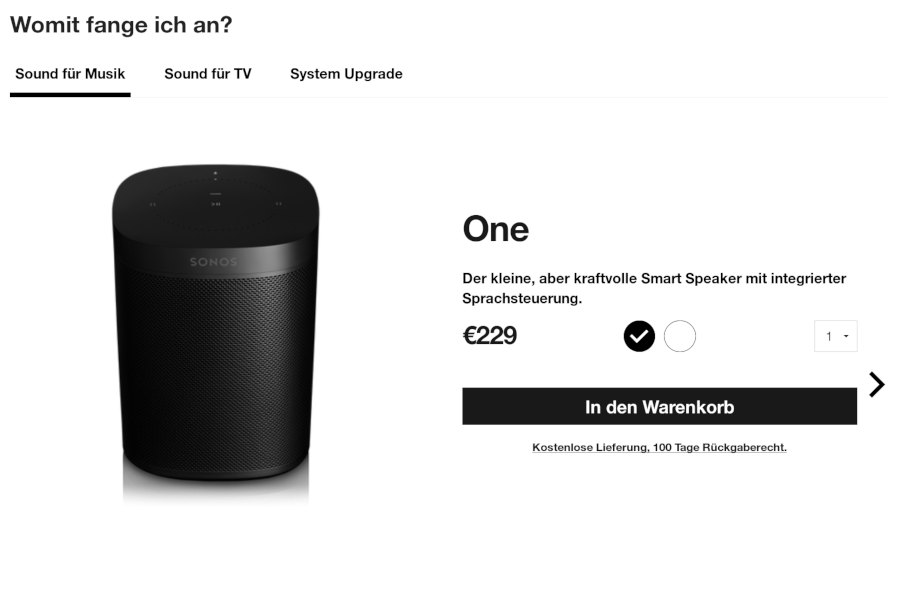 Womit fange ich an?
Sound für Musik Sound für TV System Upgrade
SONOS
One
Der kleine, aber kraftvolle Smart Speaker mit integrierter
Sprachsteuerung.
€229
1
In den Warenkorb
Kostenlose Lieferung, 100 Tage Rückgaberecht.